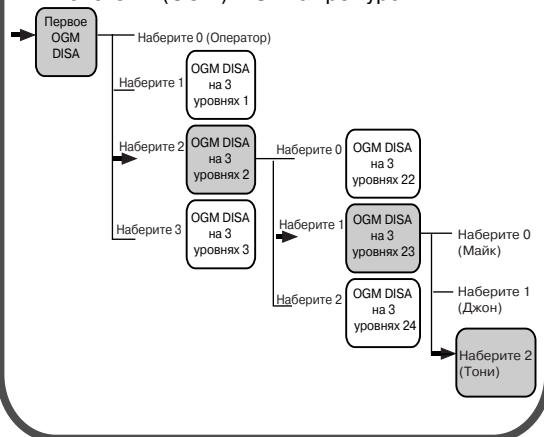 Первое
OGM
DISA
Наберите 0 (Оператор)
Наберите 1
OGM DISA
на 3
уровнях 1
Наберите 2
OGM DISA
на 3
уровнях 2
Наберите 3
OGM DISA
на 3
уровнях 3
Наберите 0
OGM DISA
на 3
уровнях 22
Наберите 1
OGM DISA
на 3
уровнях 23
Наберите 2
OGM DISA
на 3
уровнях 24
Наберите 0
(Майк)
Наберите 1
(Джон)
Наберите 2
(Тони)